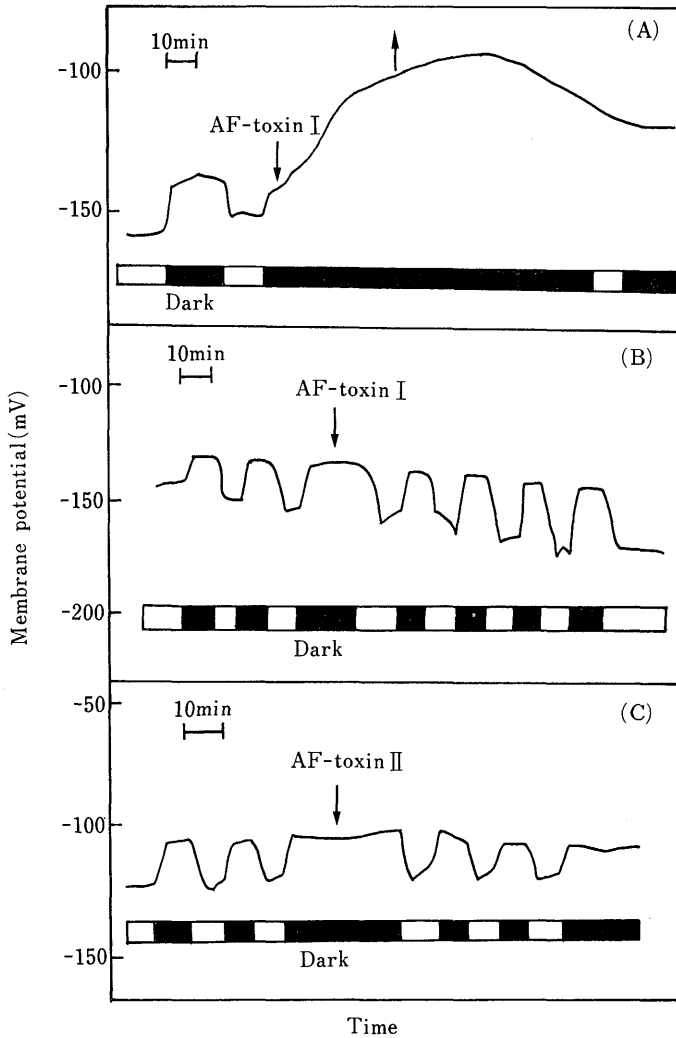 (A)
10min
-100
AF-toxin I
-150
Dark
(B)
10min
-100
AF-toxin I
-150
-200
Dark
(C)
-50
10min
AF-toxin II
-100
-150
Dark
Membrane potential(mV)
Time